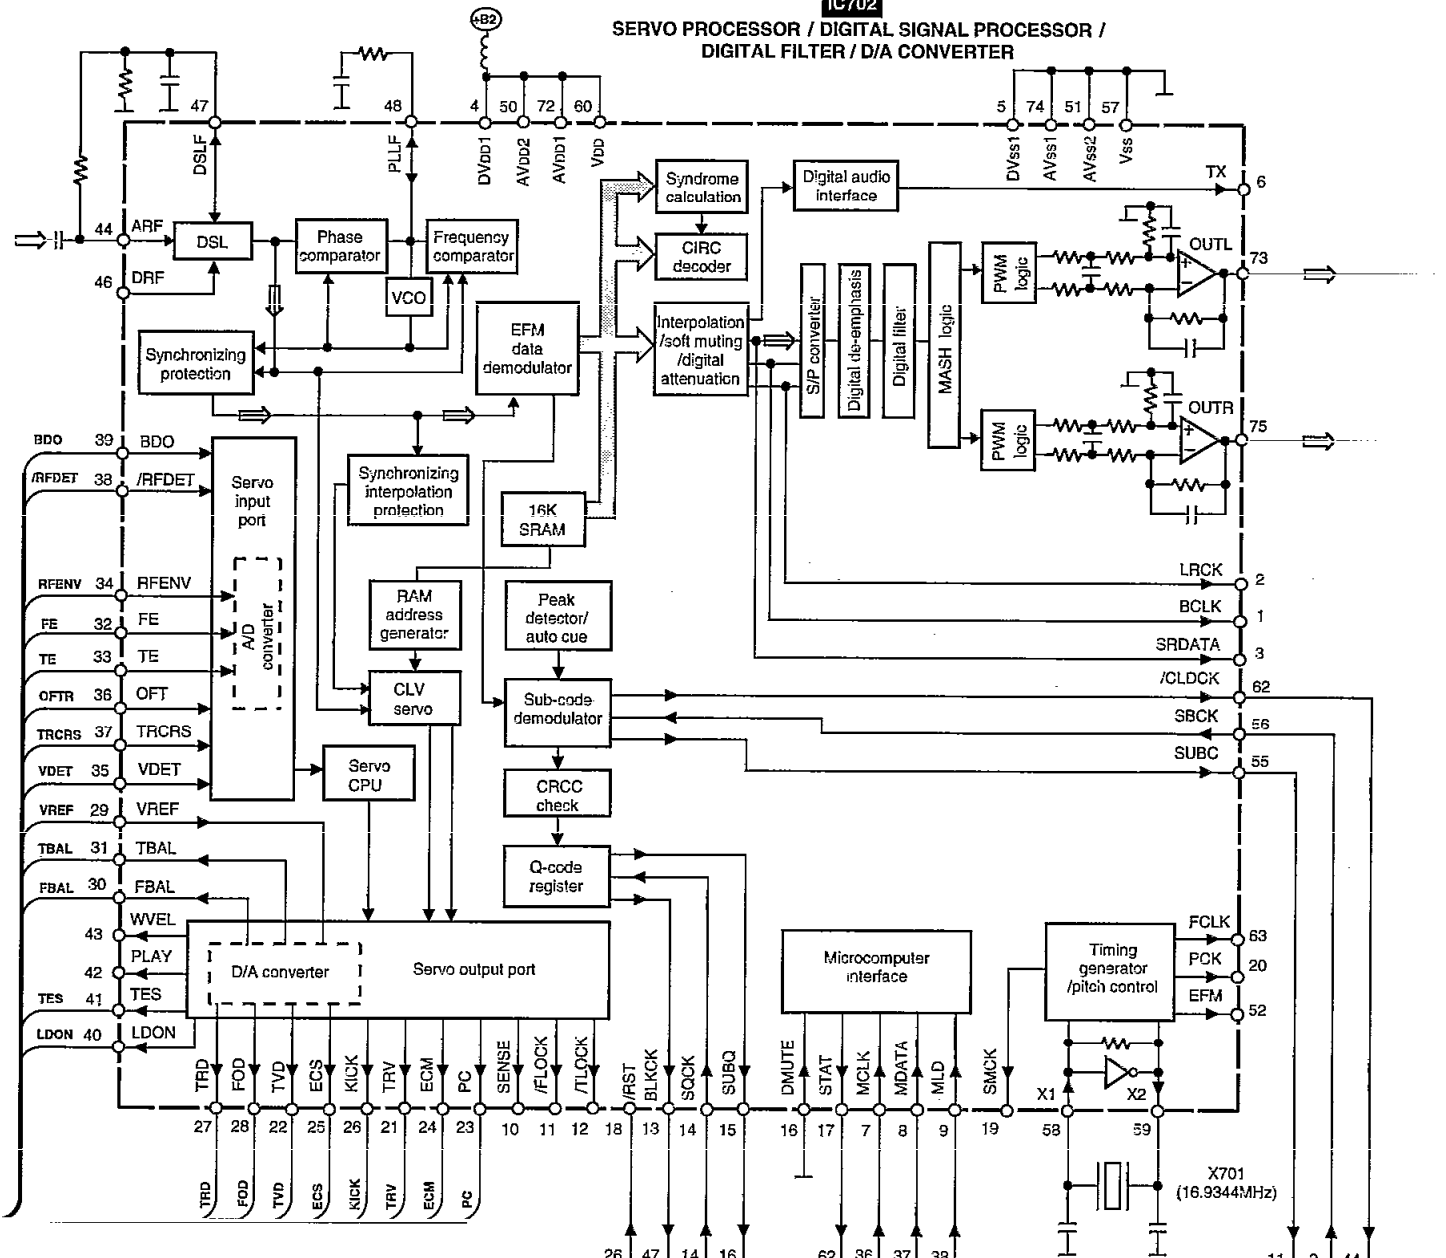 IC702
SERVO PROCESSOR / DIGITAL SIGNAL PROCESSOR /
DIGITAL FILTER / D/A CONVERTER
+B2
47
48
4
50
72
60
5
74
51
57
DSLF
PLLF
DVDD1
AVDD2
AVDD1
VDD
DVss1
AVss1
AVss2
Vss
TX
6
44
ARF
46
DRF
DSL
Phase
comparator
Frequency
comparator
VCO
Syndrome
calculation
CIRC
decoder
Digital audio
interface
Synchronizing
protection
EFM
data
demodulator
Interpolation
/soft muting
/digital
attenuation
S/P converter
Digital de-emphasis
Digital filter
MASH logic
PWM
logic
OUTL
+
−
73
PWM
logic
OUTR
+
−
75
BDO
39
BDO
/RFDET
38
/RFDET
RFENV
34
RFENV
FE
32
FE
TE
33
TE
OFTR
36
OFT
TRCRS
37
TRCRS
VDET
35
VDET
VREF
29
VREF
TBAL
31
TBAL
FBAL
30
FBAL
WVEL
43
PLAY
42
TES
41
TES
LDON
40
LDON
Servo
input
port
A/D
converter
Synchronizing
interpolation
protection
16K
SRAM
RAM
address
generator
Peak
detector/
auto cue
CLV
servo
Sub-code
demodulator
Servo
CPU
CRCC
check
Q-code
register
LRCK
2
BCLK
1
SRDATA
3
/CLDCK
62
SBCK
56
SUBC
55
D/A converter
Servo output port
Microcomputer
interface
Timing
generator
/pitch control
FCLK
63
PCK
20
EFM
52
TRD
FOD
TVD
ECS
KICK
TRV
ECM
PC
SENSE
/FLOCK
/TLOCK
/RST
BLKCK
SQCK
SUBQ
DMUTE
STAT
MCLK
MDATA
MLD
SMCK
X1
X2
27
28
22
25
26
21
24
23
10
11
12
18
13
14
15
16
17
7
8
9
19
58
59
TRD
FOD
TVD
ECS
KICK
TRV
ECM
PC
X701
(16.9344MHz)
26
47
14
16
62
36
37
38
11
44